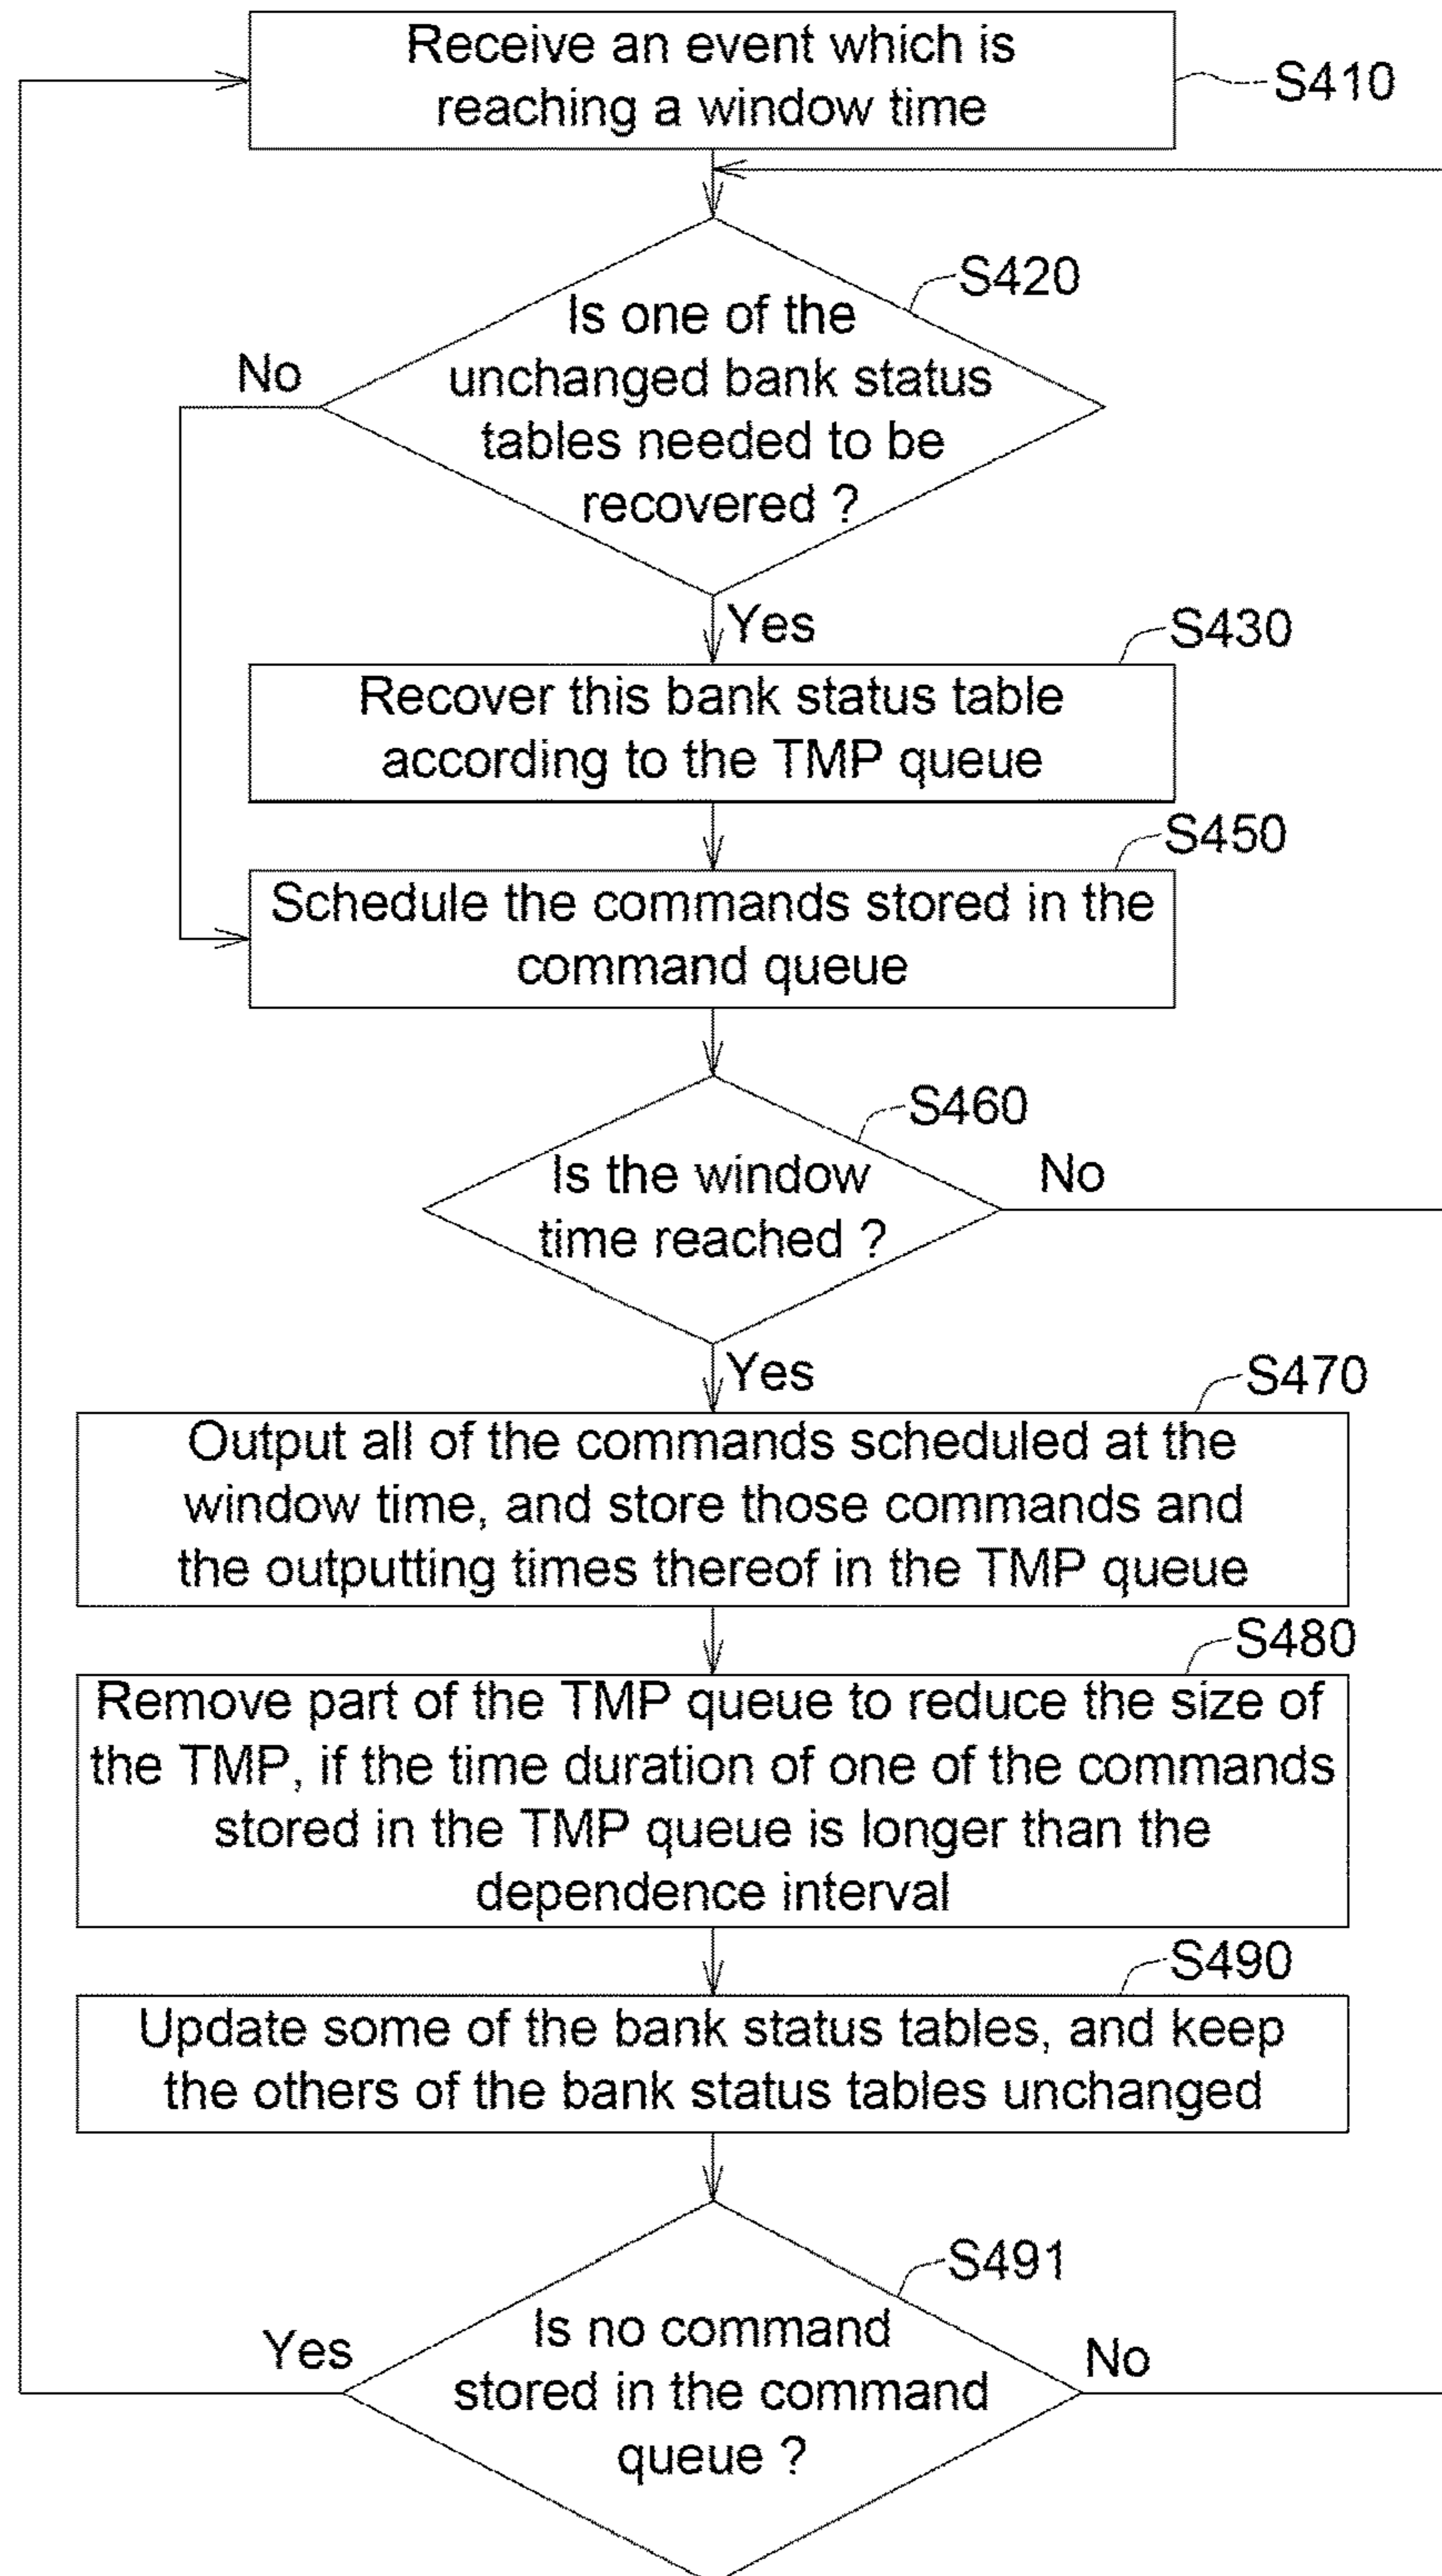 Receive an event which is
reaching a window time
S410
S420
Is one of the
unchanged bank status
tables needed to be
recovered ?
No
Yes
S430
Recover this bank status table
according to the TMP queue
S450
Schedule the commands stored in the
command queue
S460
Is the window
time reached ?
No
Yes
S470
Output all of the commands scheduled at the
window time, and store those commands and
the outputting times thereof in the TMP queue
S480
Remove part of the TMP queue to reduce the size of
the TMP, if the time duration of one of the commands
stored in the TMP queue is longer than the
dependence interval
S490
Update some of the bank status tables, and keep
the others of the bank status tables unchanged
S491
Is no command
stored in the command
queue ?
Yes
No